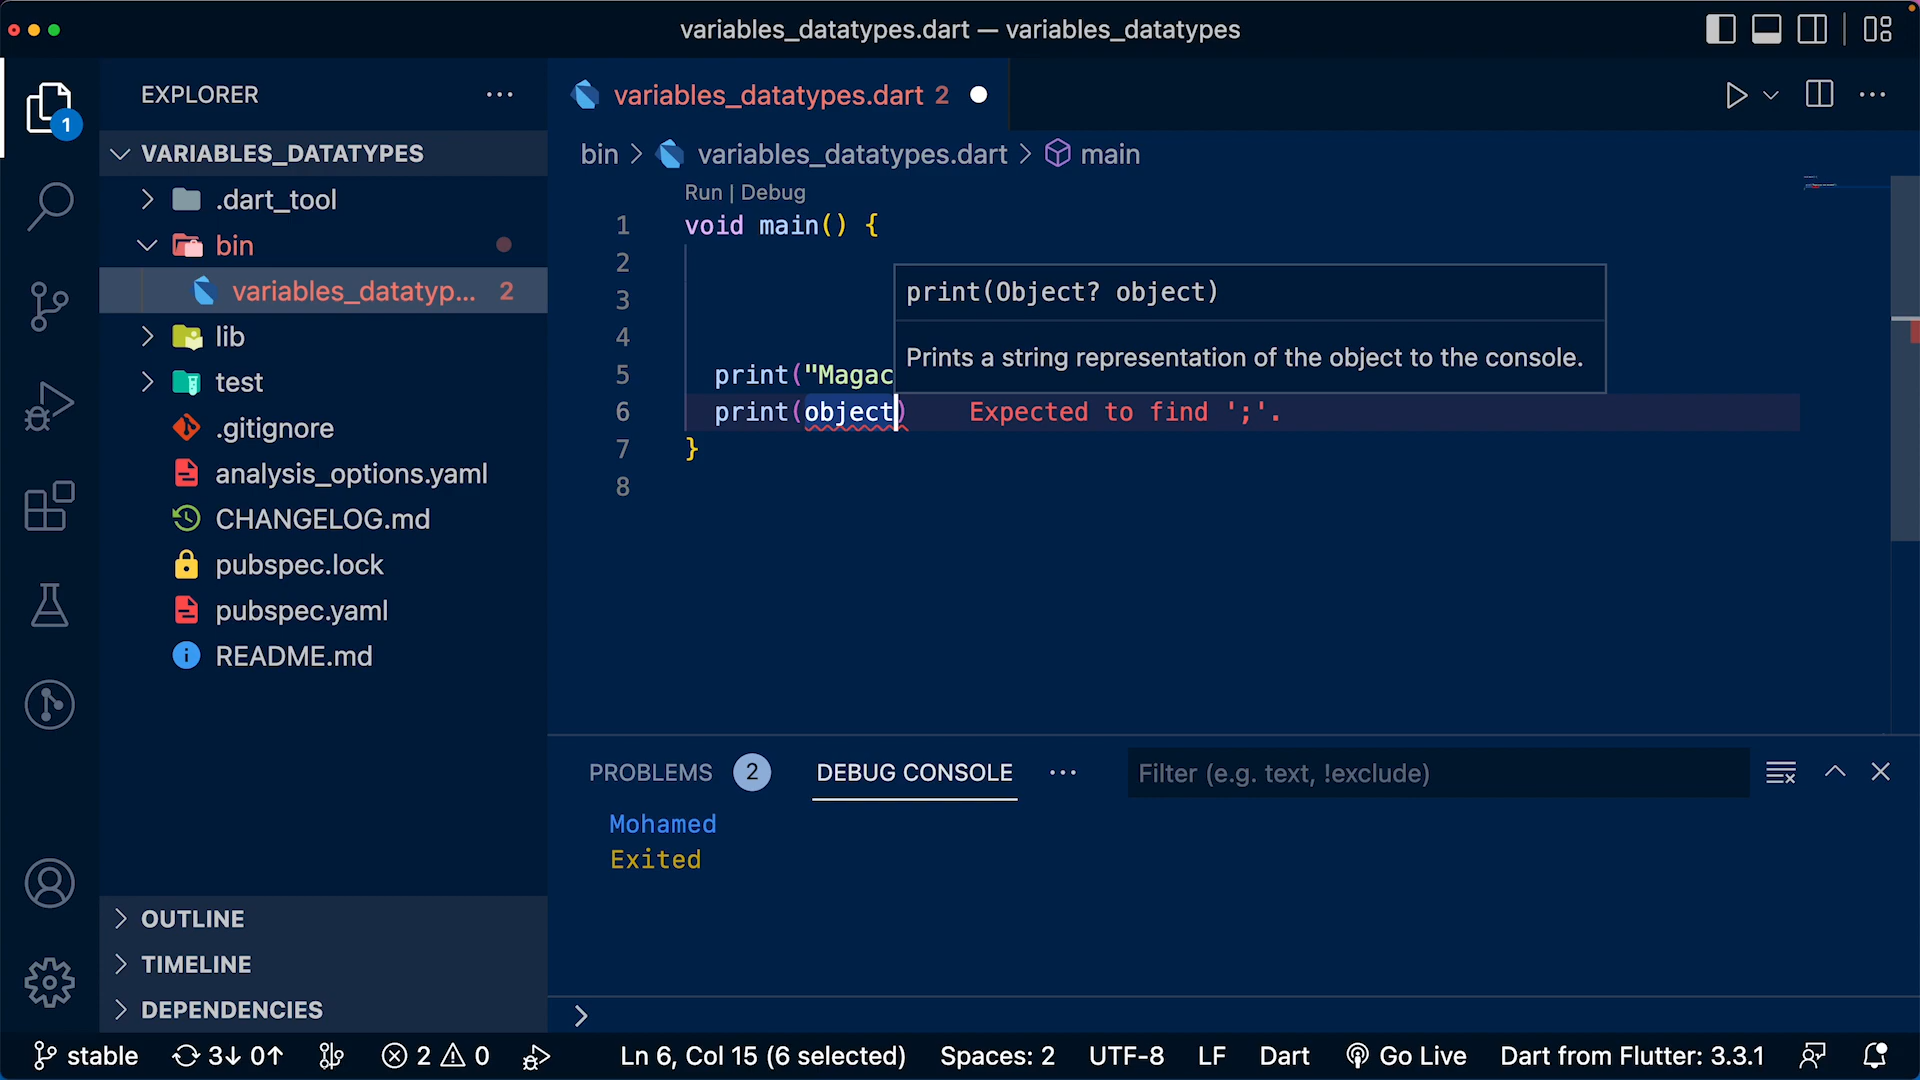 variables_datatypes.dart — variables_datatypes
EXPLORER
1
VARIABLES_DATATYPES
.dart_tool
bin
variables_datatyp... 2
lib
test
.gitignore
analysis_options.yaml
CHANGELOG.md
pubspec.lock
pubspec.yaml
README.md
OUTLINE
TIMELINE
DEPENDENCIES
variables_datatypes.dart 2
bin > variables_datatypes.dart > main
Run | Debug
1 void main() {
2
3
4
5 print("Magac
6 print(object) Expected to find ';'.
7 }
8
print(Object? object)
Prints a string representation of the object to the console.
PROBLEMS 2 DEBUG CONSOLE
Filter (e.g. text, !exclude)
Mohamed
Exited
stable 3↓ 0↑ 2 0 Ln 6, Col 15 (6 selected) Spaces: 2 UTF-8 LF Dart Go Live Dart from Flutter: 3.3.1